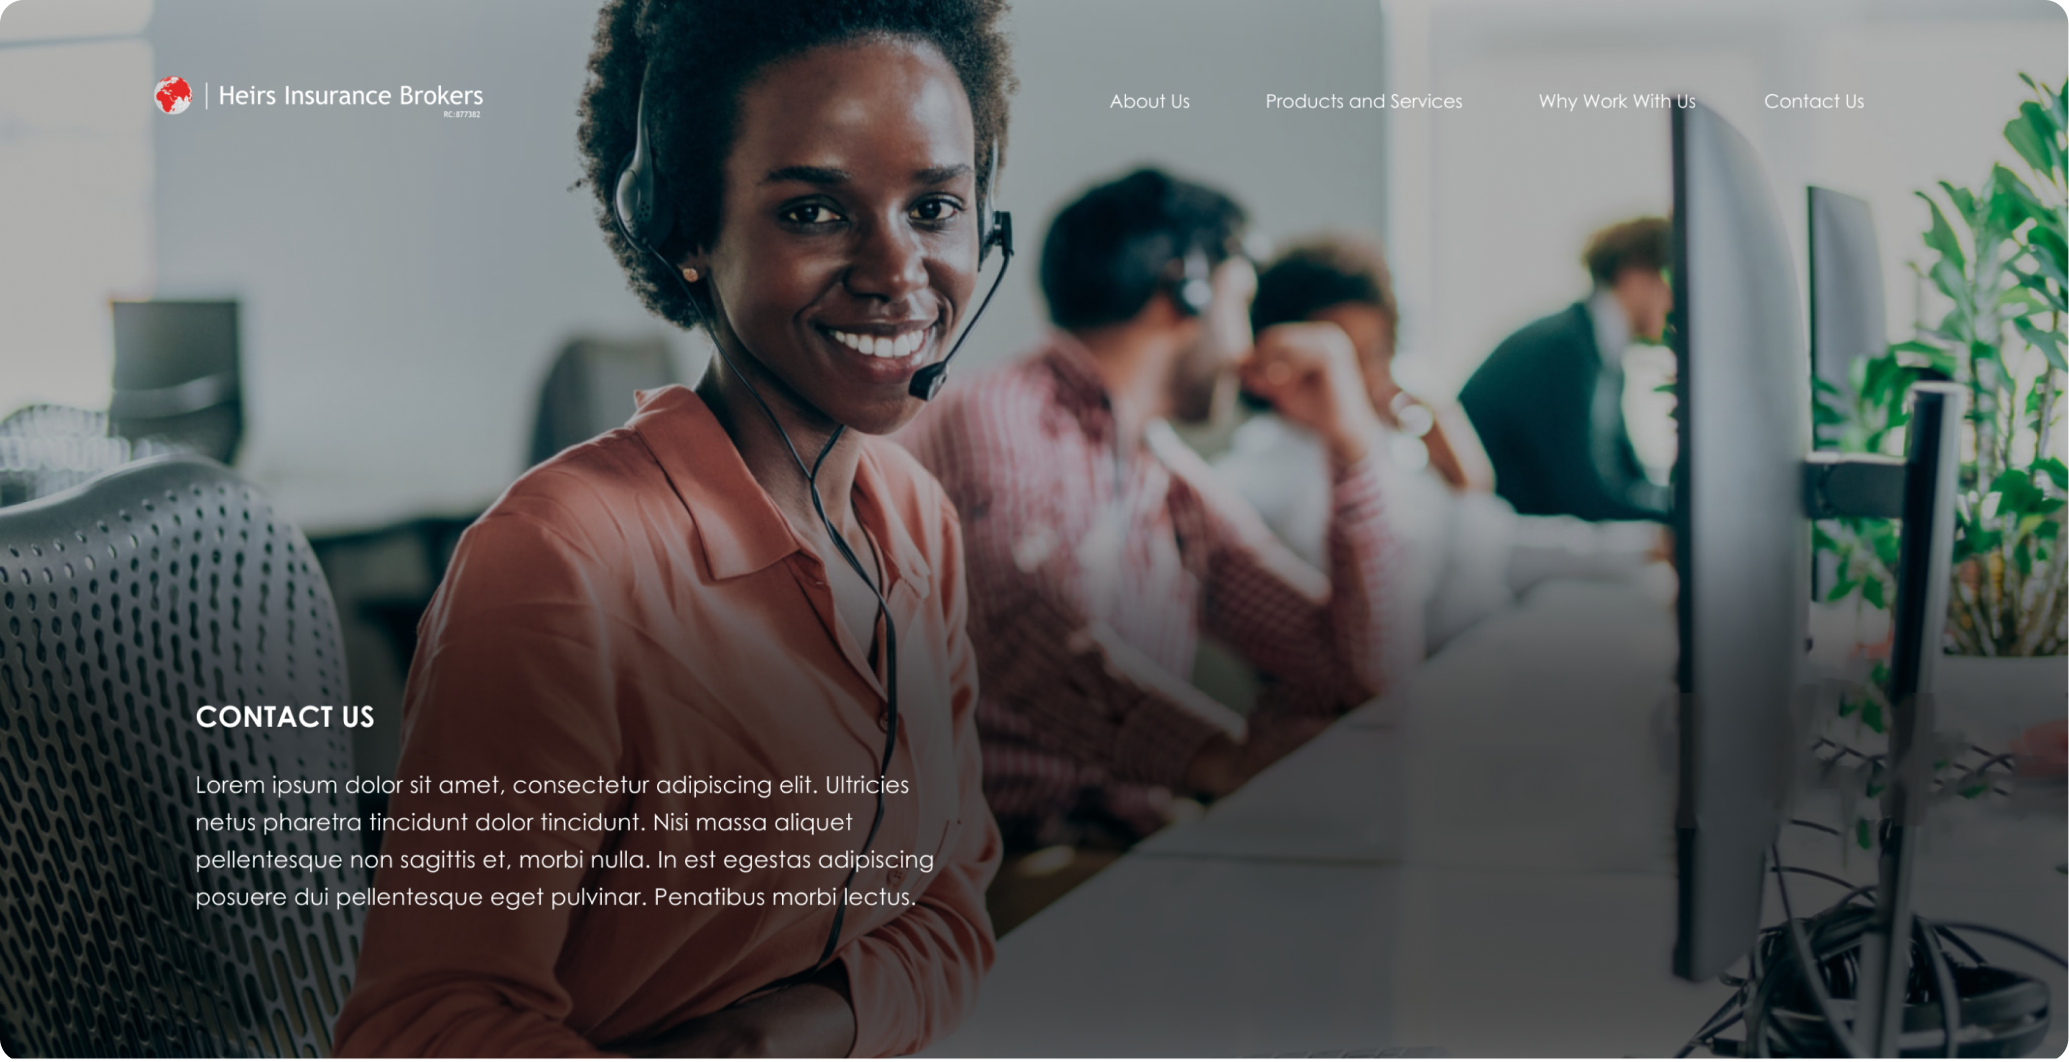 Heirs Insurance Brokers
RC:877382
About Us
Products and Services
Why Work With Us
Contact Us
CONTACT US
Lorem ipsum dolor sit amet, consectetur adipiscing elit. Ultricies
netus pharetra tincidunt dolor tincidunt. Nisi massa aliquet
pellentesque non sagittis et, morbi nulla. In est egestas adipiscing
posuere dui pellentesque eget pulvinar. Penatibus morbi lectus.